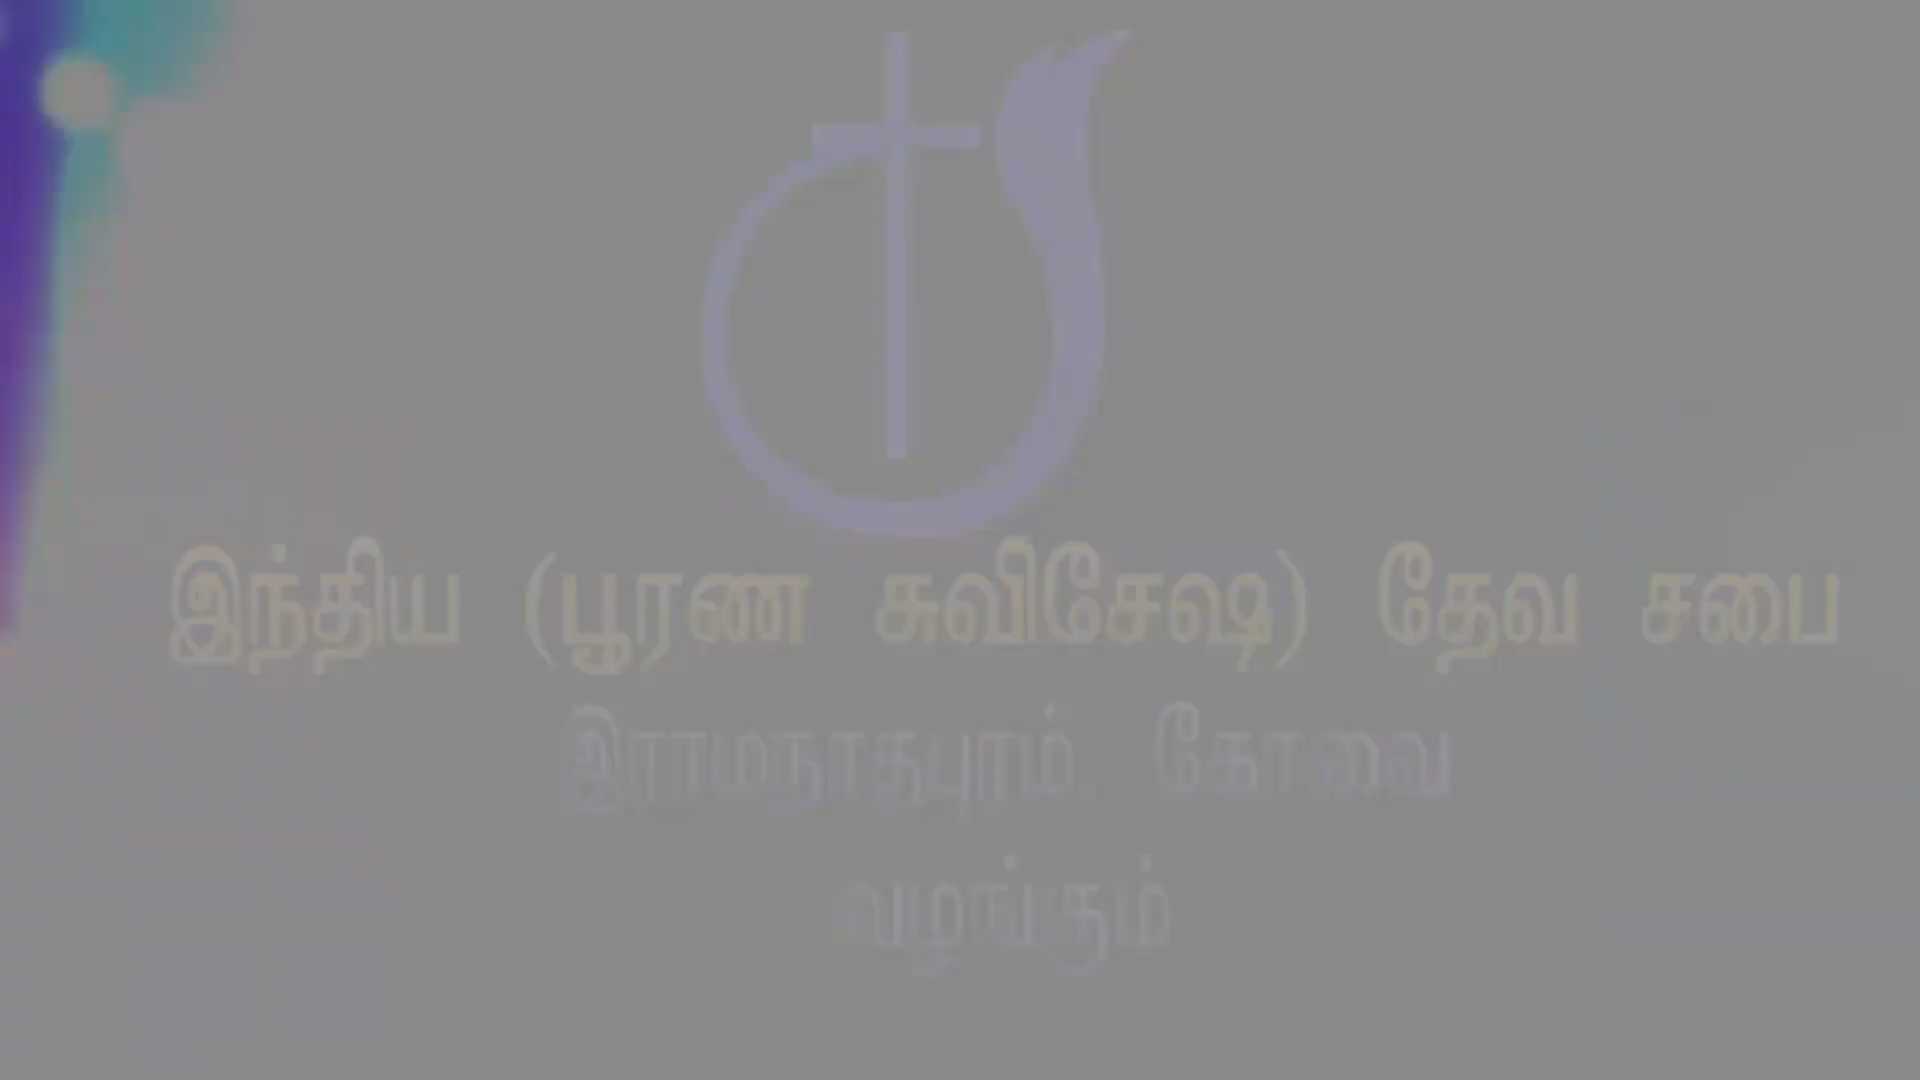 இந்திய (பூரண சுவிசேஷ) தேவ சபை
இராமநாதபுரம், கோவை
வழங்கும்